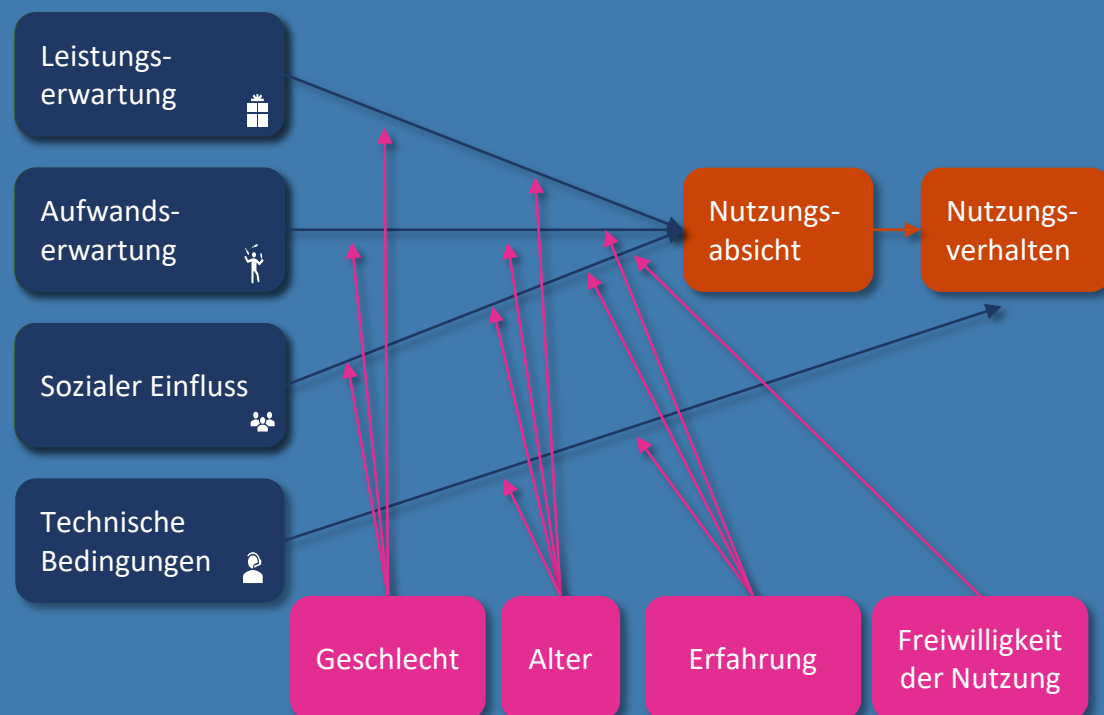 Leistungs-
erwartung
Aufwands-
erwartung
Sozialer Einfluss
Technische
Bedingungen
Nutzungs-
absicht
Nutzungs-
verhalten
Geschlecht
Alter
Erfahrung
Freiwilligkeit
der Nutzung